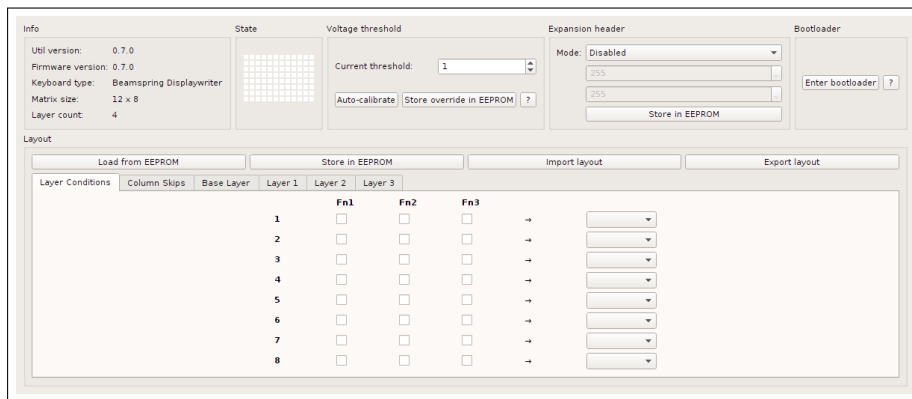 Info
Util version: 0.7.0
Firmware version: 0.7.0
Keyboard type: Beamspring Displaywriter
Matrix size: 12 x 8
Layer count: 4
State
Voltage threshold
Current threshold: 1
Auto-calibrate Store override in EEPROM ?
Expansion header
Mode: Disabled
255
255
Store in EEPROM
Bootloader
Enter bootloader ?
Layout
Load from EEPROM Store in EEPROM Import layout Export layout
Layer Conditions Column Skips Base Layer Layer 1 Layer 2 Layer 3
Fn1 Fn2 Fn3
1 →
2 →
3 →
4 →
5 →
6 →
7 →
8 →